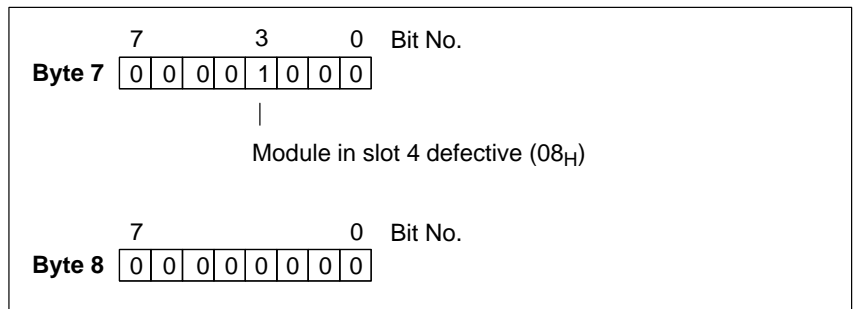 7 3 0 Bit No.
Byte 7 0 0 0 0 1 0 0 0
Module in slot 4 defective (08H)
7 0 Bit No.
Byte 8 0 0 0 0 0 0 0 0